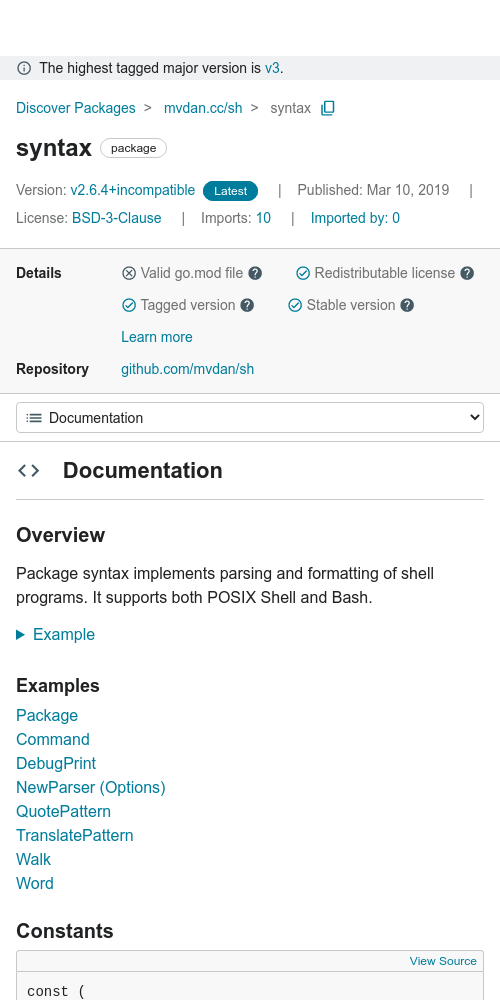 The highest tagged major version is v3.
Discover Packages > mvdan.cc/sh > syntax
syntax package
Version: v2.6.4+incompatible Latest | Published: Mar 10, 2019 |
License: BSD-3-Clause | Imports: 10 | Imported by: 0
Details Valid go.mod file ? Redistributable license ?
Tagged version ? Stable version ?
Learn more
Repository github.com/mvdan/sh
Documentation
<> Documentation
Overview
Package syntax implements parsing and formatting of shell
programs. It supports both POSIX Shell and Bash.
Example
Examples
Package
Command
DebugPrint
NewParser (Options)
QuotePattern
TranslatePattern
Walk
Word
Constants
View Source
const (